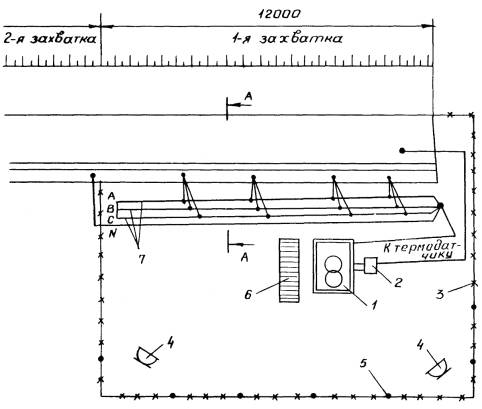 12000
2-я захватка
1-я захватка
А
А
В
С
N
7
А
К термодат-
чику
6
1
2
3
4
4
5